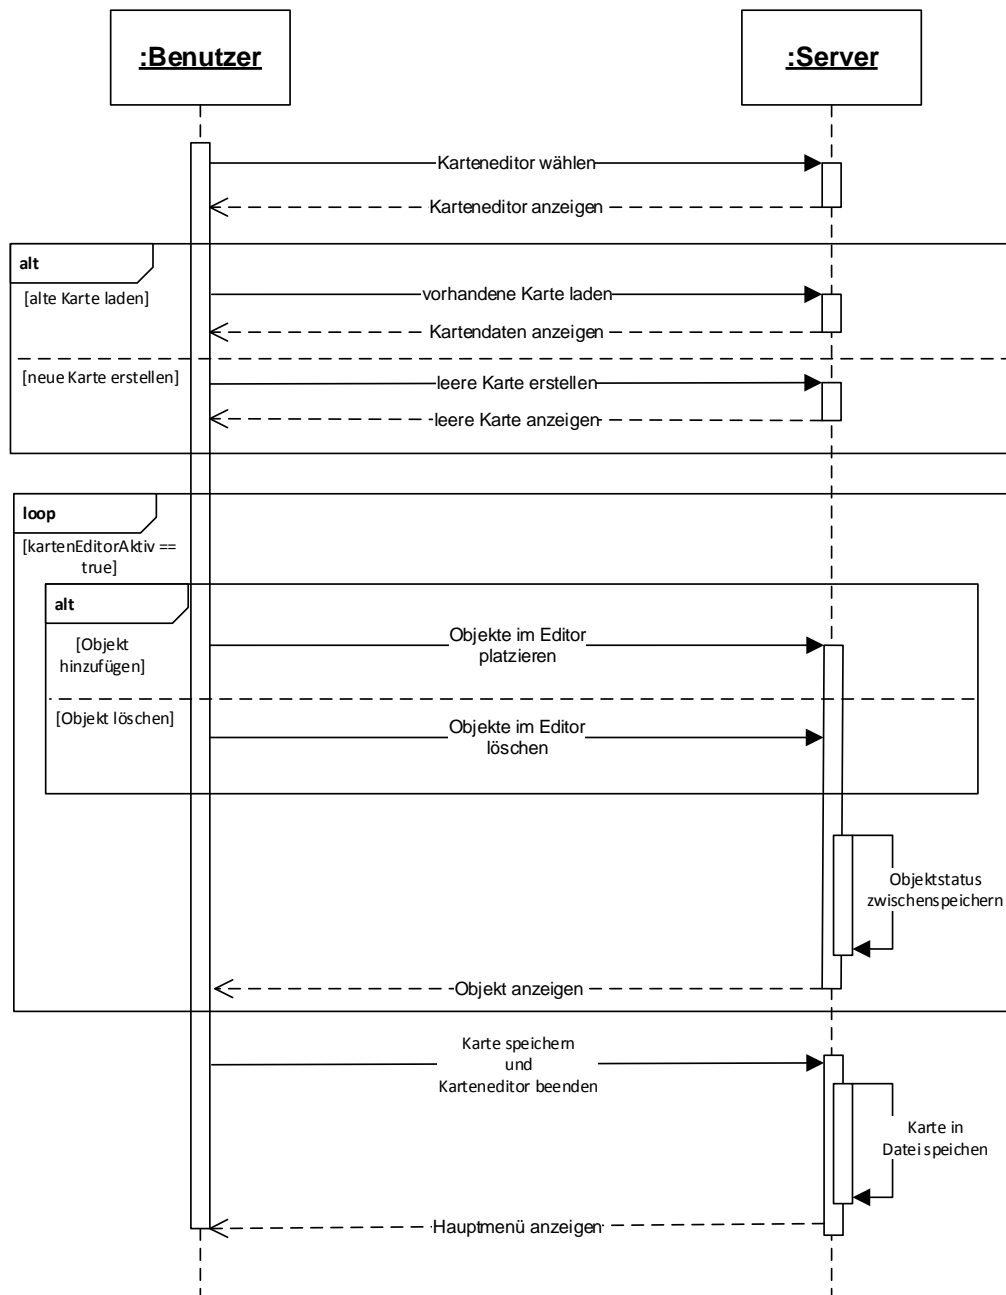 :Benutzer
:Server
Karteneditor wählen
Karteneditor anzeigen
alt
[alte Karte laden]
vorhandene Karte laden
Kartendaten anzeigen
[neue Karte erstellen]
leere Karte erstellen
leere Karte anzeigen
loop
[kartenEditorAktiv ==
true]
alt
[Objekt
hinzufügen]
Objekte im Editor
platzieren
[Objekt löschen]
Objekte im Editor
löschen
Objektstatus
zwischenspeichern
Objekt anzeigen
Karte speichern
und
Karteneditor beenden
Karte in
Datei speichen
Hauptmenü anzeigen